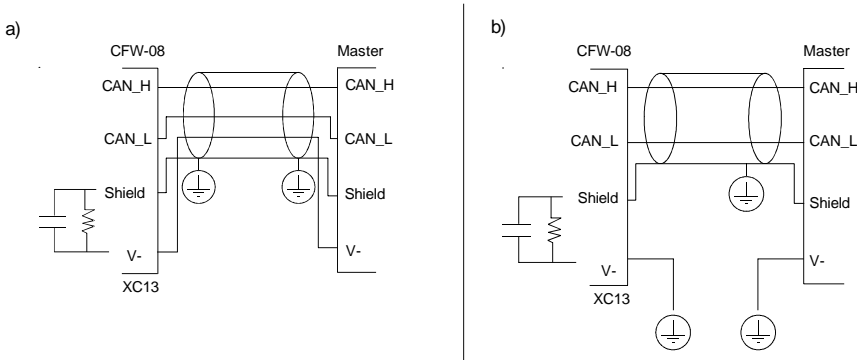 a)
CFW-08
Master
CAN_H
CAN_H
CAN_L
CAN_L
Shield
Shield
V-
V-
XC13
b)
CFW-08
Master
CAN_H
CAN_H
CAN_L
CAN_L
Shield
Shield
V-
V-
XC13